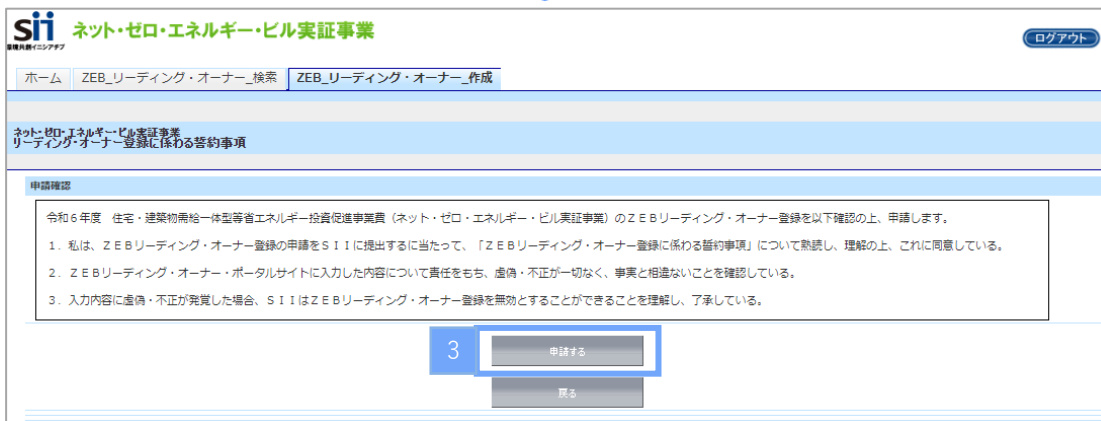 sii ネット・ゼロ・エネルギー・ビル実証事業
環境共創イニシアチブ
ログアウト
ホーム ZEB_リーディング・オーナー_検索 ZEB_リーディング・オーナー_作成
ネット・ゼロ・エネルギー・ビル実証事業
リーディング・オーナー登録に係わる誓約事項
申請確認
令和6年度 住宅・建築物需給一体型等省エネルギー投資促進事業費（ネット・ゼロ・エネルギー・ビル実証事業）のZEBリーディング・オーナー登録を以下確認の上、申請します。
1. 私は、ZEBリーディング・オーナー登録の申請をSIIに提出するに当たって、「ZEBリーディング・オーナー登録に係わる誓約事項」について熟読し、理解の上、これに同意している。
2. ZEBリーディング・オーナー・ポータルサイトに入力した内容について責任をもち、虚偽・不正が一切なく、事実と相違ないことを確認している。
3. 入力内容に虚偽・不正が発覚した場合、SIIはZEBリーディング・オーナー登録を無効とすることができることを理解し、了承している。
3 申請する
戻る